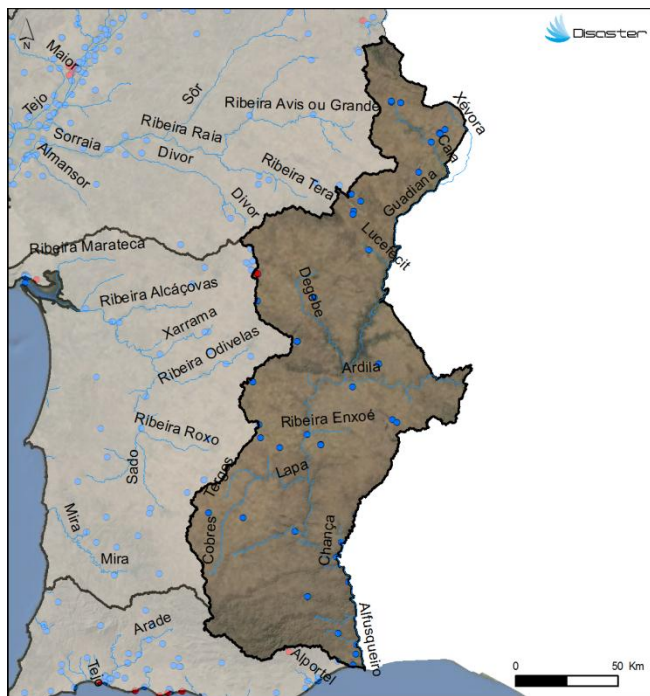 Disaster
N
Maior
Tejo
Sôr
Ribeira Avis ou Grande
Xévora
Sorraia
Ribeira Raia
Caia
Almansor
Divor
Ribeira Tera
Guadiana
Divor
Lucefécit
Ribeira Marateca
Ribeira Alcáçovas
Degebe
Xarrama
Ribeira Odivelas
Ardila
Ribeira Enxoé
Ribeira Roxo
Sado
Terges
Lapa
Mira
Cobres
Chança
Mira
Arade
Alfusqueiro
Tejo
Alportel
0
50 Km